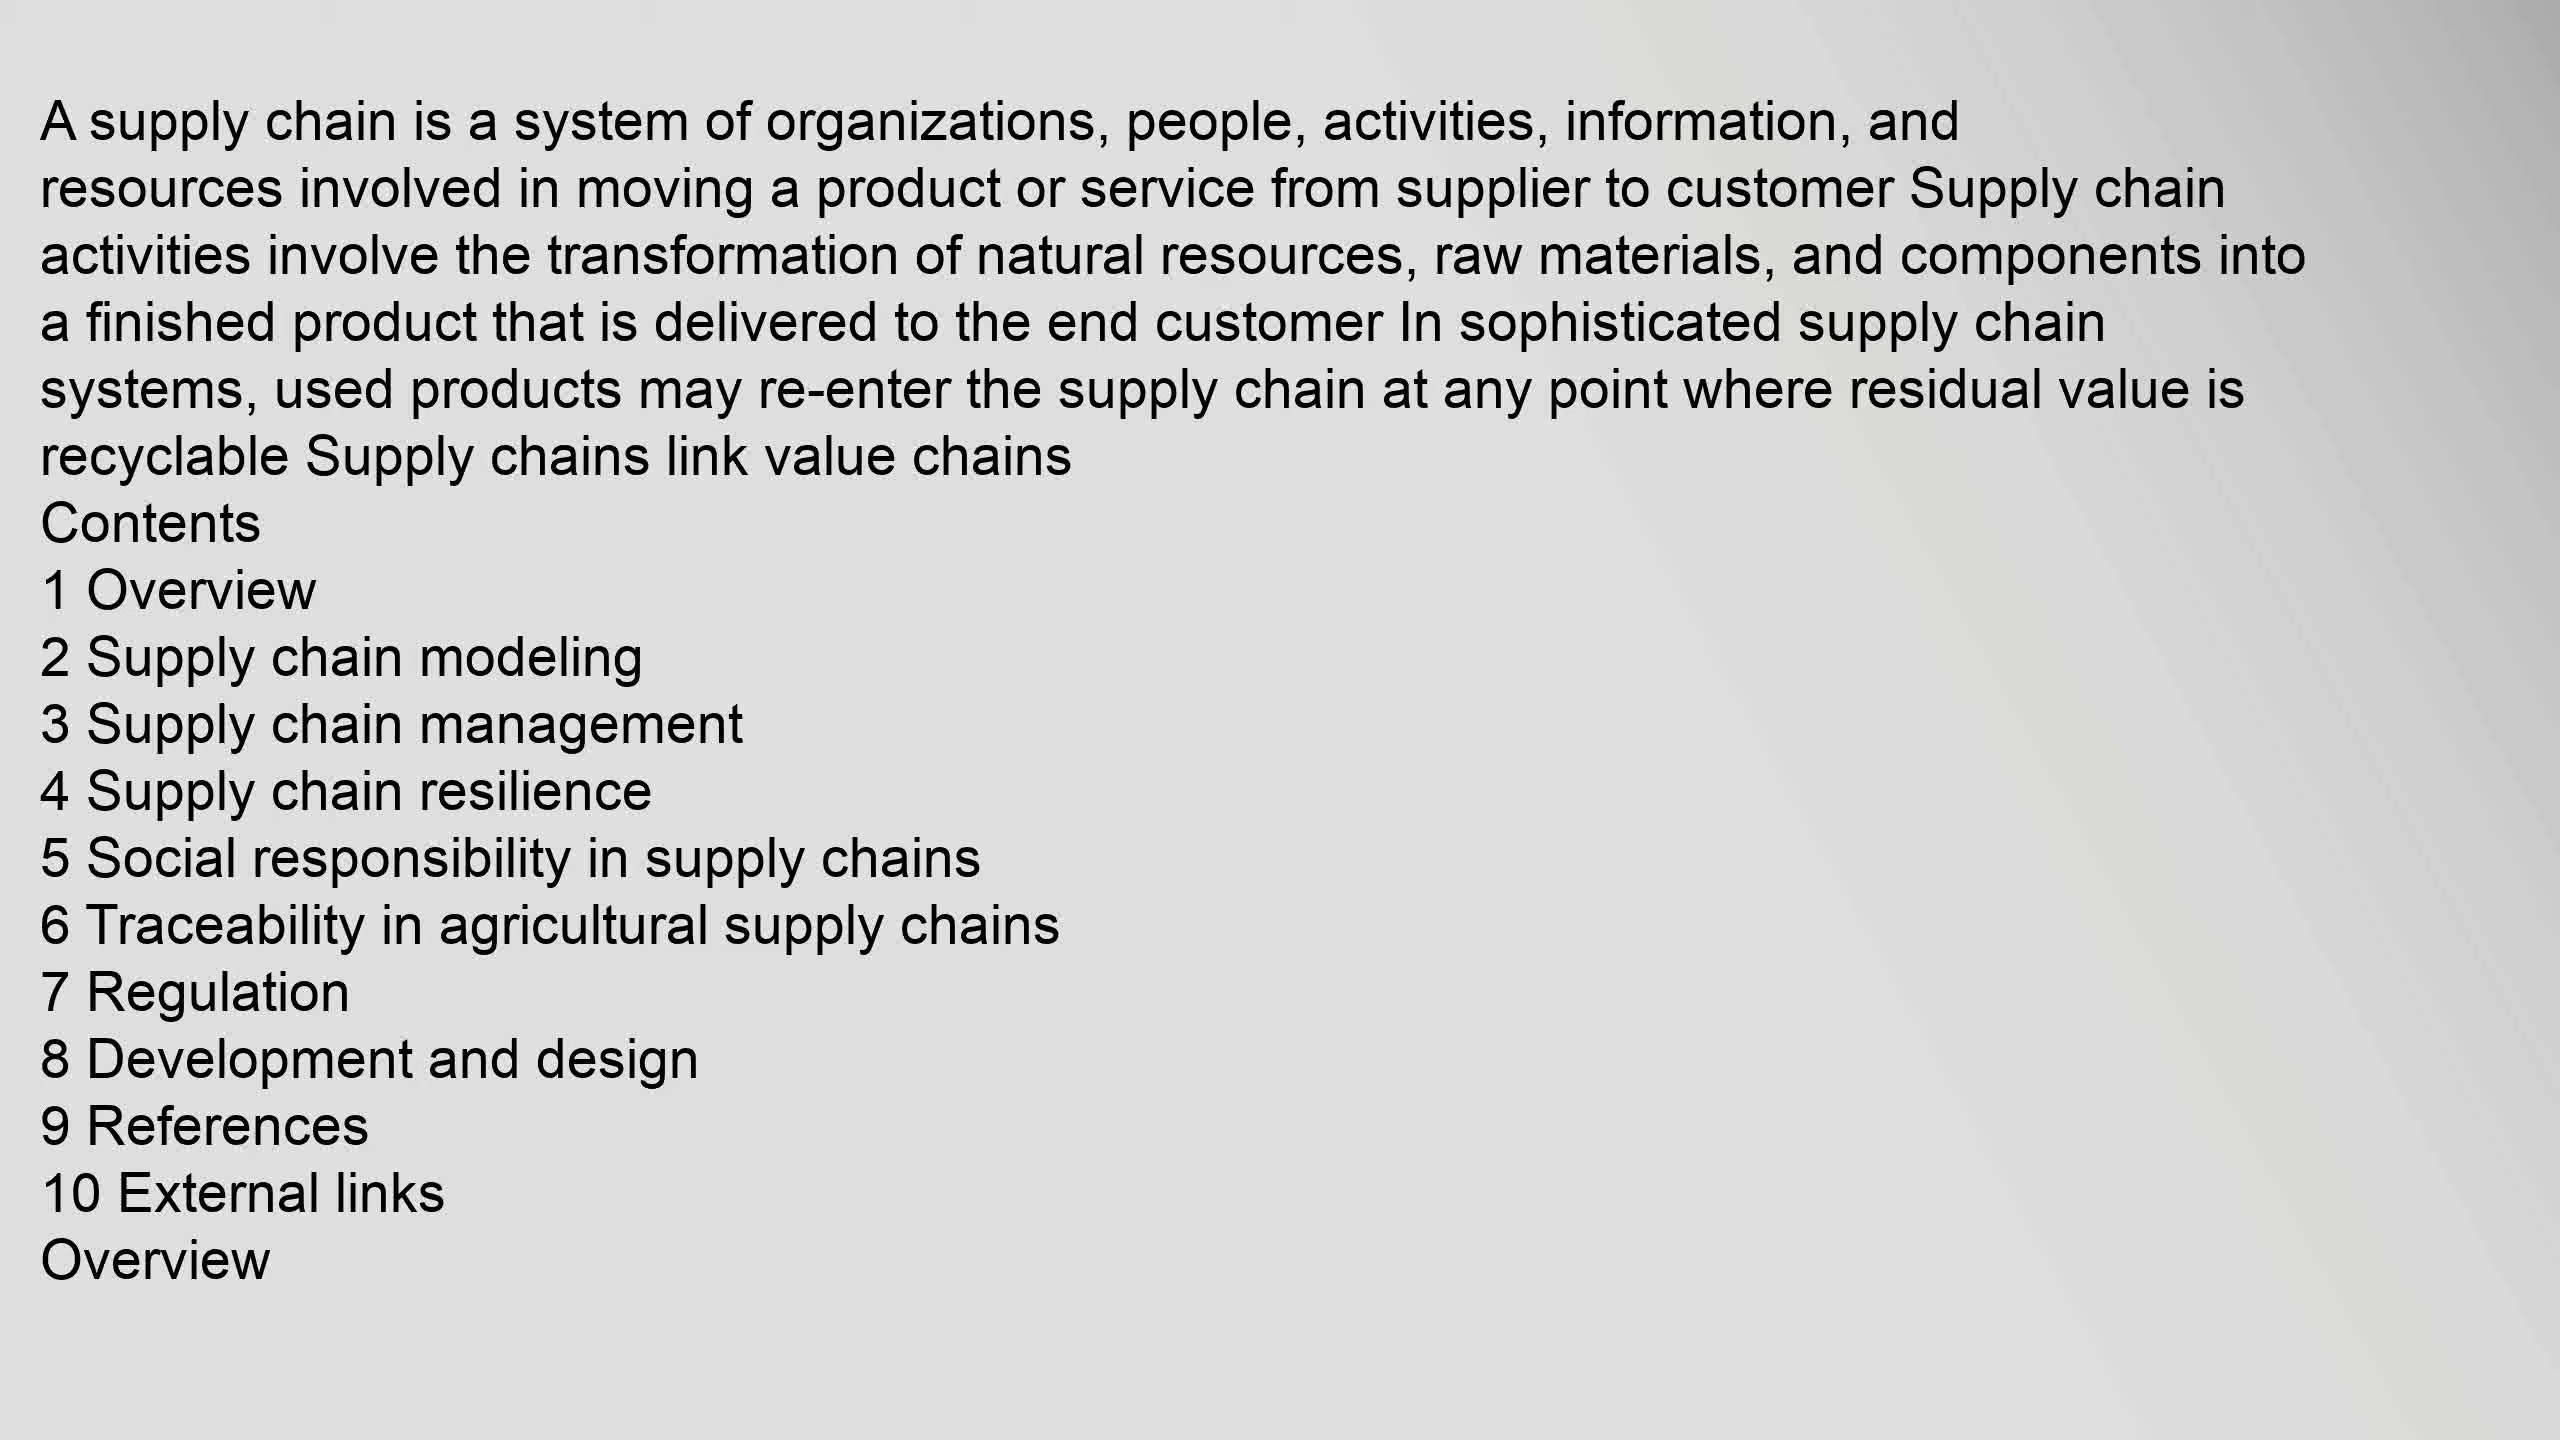 A supply chain is a system of organizations, people, activities, information, and
resources involved in moving a product or service from supplier to customer Supply chain
activities involve the transformation of natural resources, raw materials, and components into
a finished product that is delivered to the end customer In sophisticated supply chain
systems, used products may re-enter the supply chain at any point where residual value is
recyclable Supply chains link value chains
Contents
1 Overview
2 Supply chain modeling
3 Supply chain management
4 Supply chain resilience
5 Social responsibility in supply chains
6 Traceability in agricultural supply chains
7 Regulation
8 Development and design
9 References
10 External links
Overview